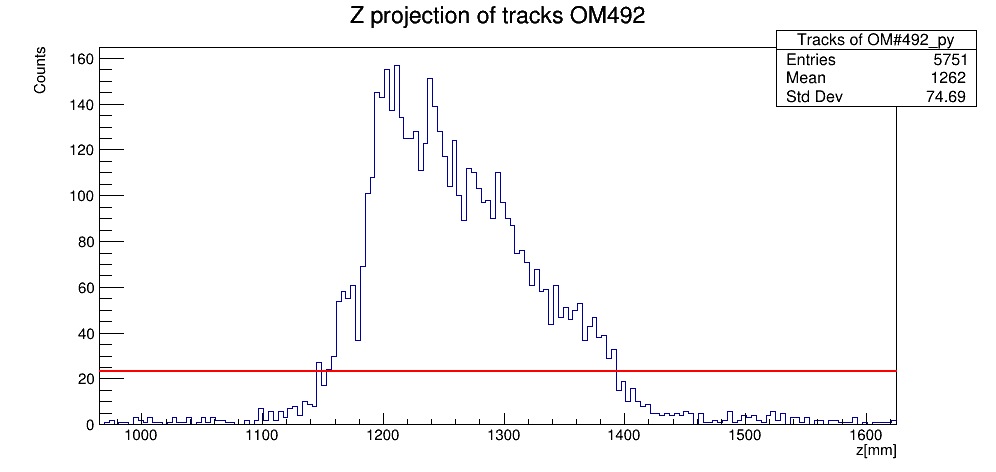 Z projection of tracks OM492
Tracks of OM#492_py
Entries 5751
Mean 1262
Std Dev 74.69
Counts
160
140
120
100
80
60
40
20
0
1000 1100 1200 1300 1400 1500 1600
z[mm]